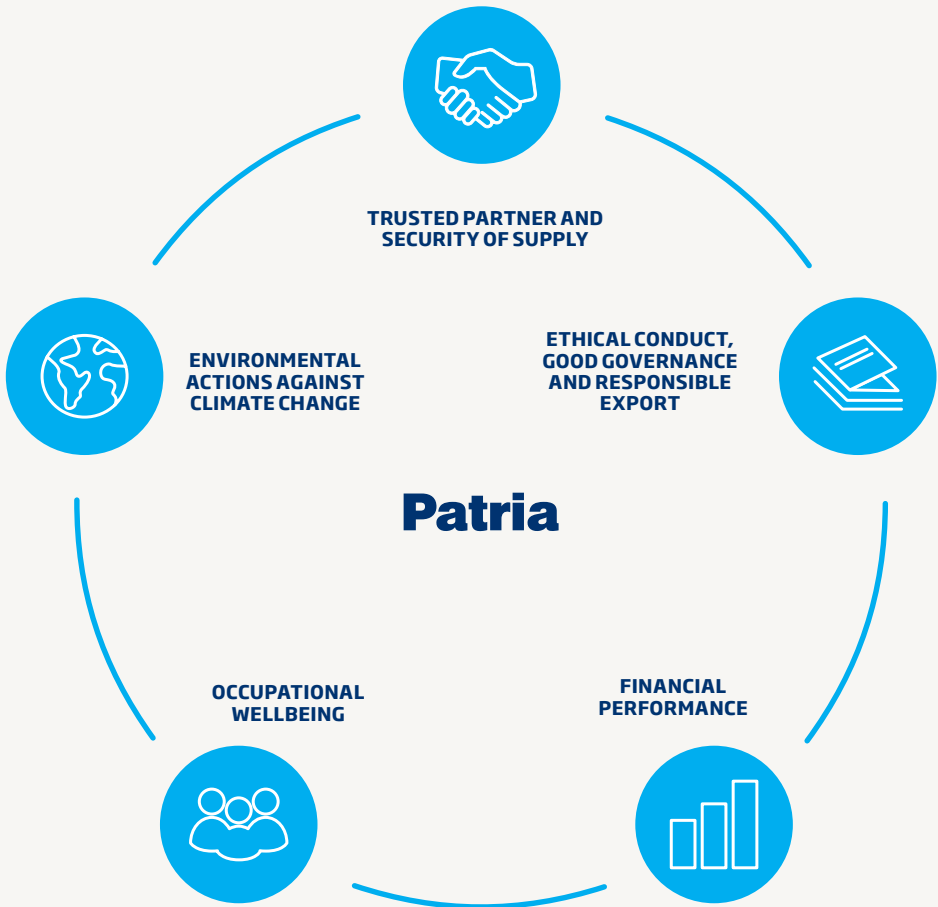 TRUSTED PARTNER AND
SECURITY OF SUPPLY
ENVIRONMENTAL
ACTIONS AGAINST
CLIMATE CHANGE
ETHICAL CONDUCT,
GOOD GOVERNANCE
AND RESPONSIBLE
EXPORT
Patria
OCCUPATIONAL
WELLBEING
FINANCIAL
PERFORMANCE